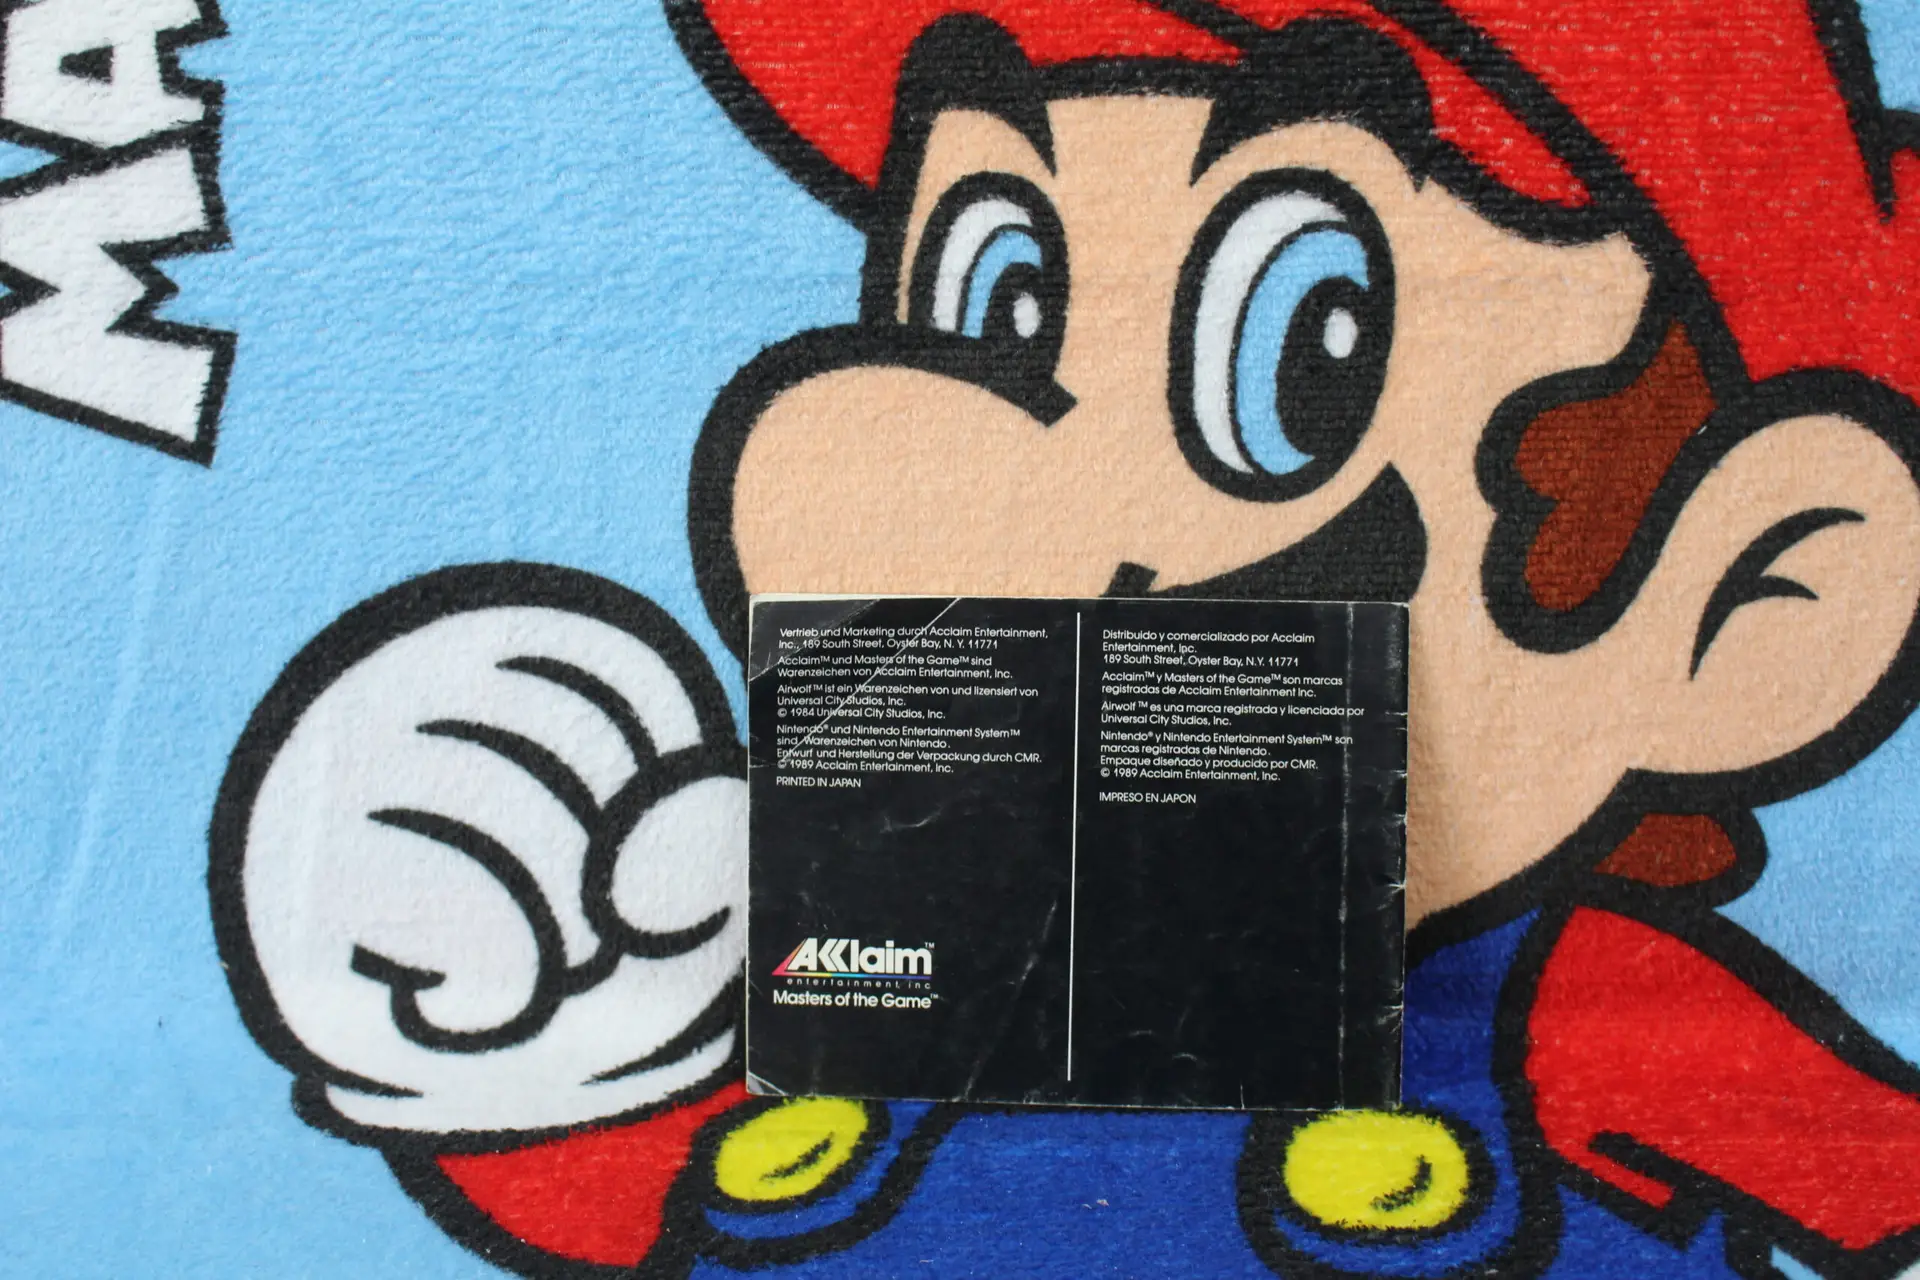 MA
Vertrieb und Marketing durch Acclaim Entertainment,
Inc., 189 South Street, Oyster Bay, N. Y. 11771
Acclaim™ und Masters of the Game™ sind
Warenzeichen von Acclaim Entertainment, Inc.
Airwolf™ ist ein Warenzeichen von und lizensiert von
Universal City Studios, Inc.
© 1984 Universal City Studios, Inc.
Nintendo® und Nintendo Entertainment System™
sind Warenzeichen von Nintendo.
Entwurf und Herstellung der Verpackung durch CMR.
© 1989 Acclaim Entertainment, Inc.
PRINTED IN JAPAN
AKKlaim™
entertainment, inc
Masters of the Game™
Distribuido y comercializado por Acclaim
Entertainment, Inc.
189 South Street, Oyster Bay, N.Y. 11771
Acclaim™ y Masters of the Game™ son marcas
registradas de Acclaim Entertainment Inc.
Airwolf ™ es una marca registrada y licenciada por
Universal City Studios, Inc.
Nintendo® y Nintendo Entertainment System™ son
marcas registradas de Nintendo.
Empaque diseñado y producido por CMR.
© 1989 Acclaim Entertainment, Inc.
IMPRESO EN JAPON